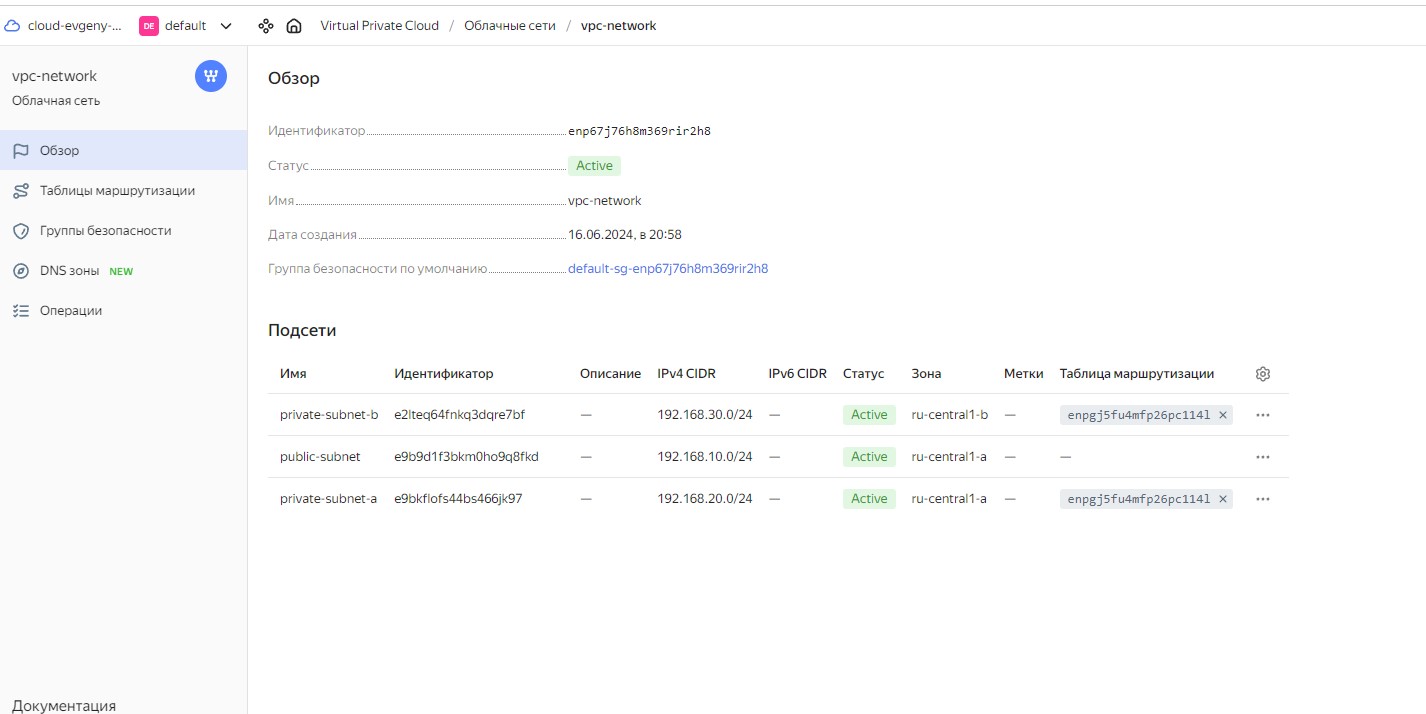 cloud-evgeny-... DE default Virtual Private Cloud / Облачные сети / vpc-network
vpc-network
Облачная сеть
Обзор
Таблицы маршрутизации
Группы безопасности
DNS зоны NEW
Операции
Документация
Обзор
Идентификатор enp67j76h8m369rir2h8
Статус Active
Имя vpc-network
Дата создания 16.06.2024, в 20:58
Группа безопасности по умолчанию default-sg-enp67j76h8m369rir2h8
Подсети
Имя Идентификатор Описание IPv4 CIDR IPv6 CIDR Статус Зона Метки Таблица маршрутизации
private-subnet-b e2lteq64fnkq3dqre7bf — 192.168.30.0/24 — Active ru-central1-b — enpgj5fu4mfp26pc114l ×
public-subnet e9b9d1f3bkm0ho9q8fkd — 192.168.10.0/24 — Active ru-central1-a — —
private-subnet-a e9bkflofs44bs466jk97 — 192.168.20.0/24 — Active ru-central1-a — enpgj5fu4mfp26pc114l ×